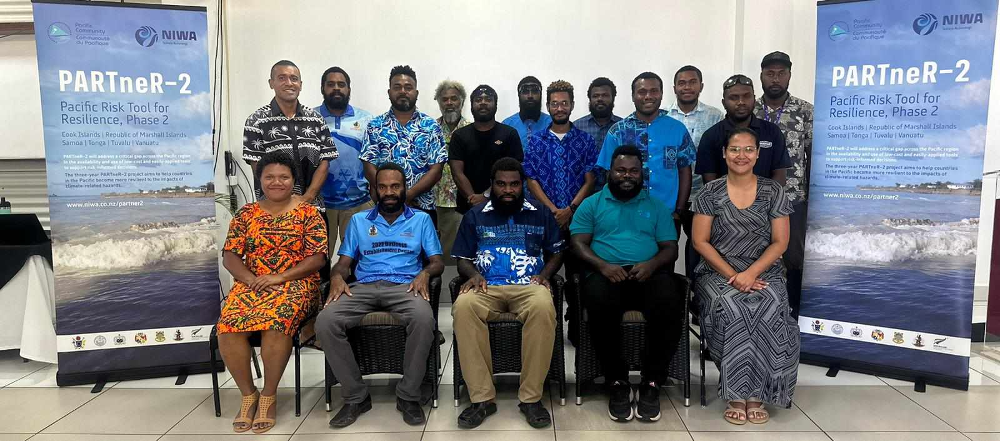 Pacific
Community
Communauté
du Pacifique
NIWA
Taihoro Nukurangi
PARTneR-2
Pacific Risk Tool for
Resilience, Phase 2
Cook Islands | Republic of Marshall Islands
Samoa | Tonga | Tuvalu | Vanuatu
PARTneR-2 will address a critical gap across the Pacific region
in the availability and use of low-cost and easily-applied tools
to support risk-informed decisions.
The three-year PARTneR-2 project aims to help countries
in the Pacific become more resilient to the impacts of
climate-related hazards.
www.niwa.co.nz/partner2
2022 Business
Establishment Census
Pacific
Community
Communauté
du Pacifique
NIWA
Taihoro Nukurangi
PARTneR-2
Pacific Risk Tool for
Resilience, Phase 2
Cook Islands | Republic of Marshall Islands
Samoa | Tonga | Tuvalu | Vanuatu
PARTneR-2 will address a critical gap across the Pacific region
in the availability and use of low-cost and easily-applied tools
to support risk-informed decisions.
The three-year PARTneR-2 project aims to help countries
in the Pacific become more resilient to the impacts of
climate-related hazards.
www.niwa.co.nz/partner2